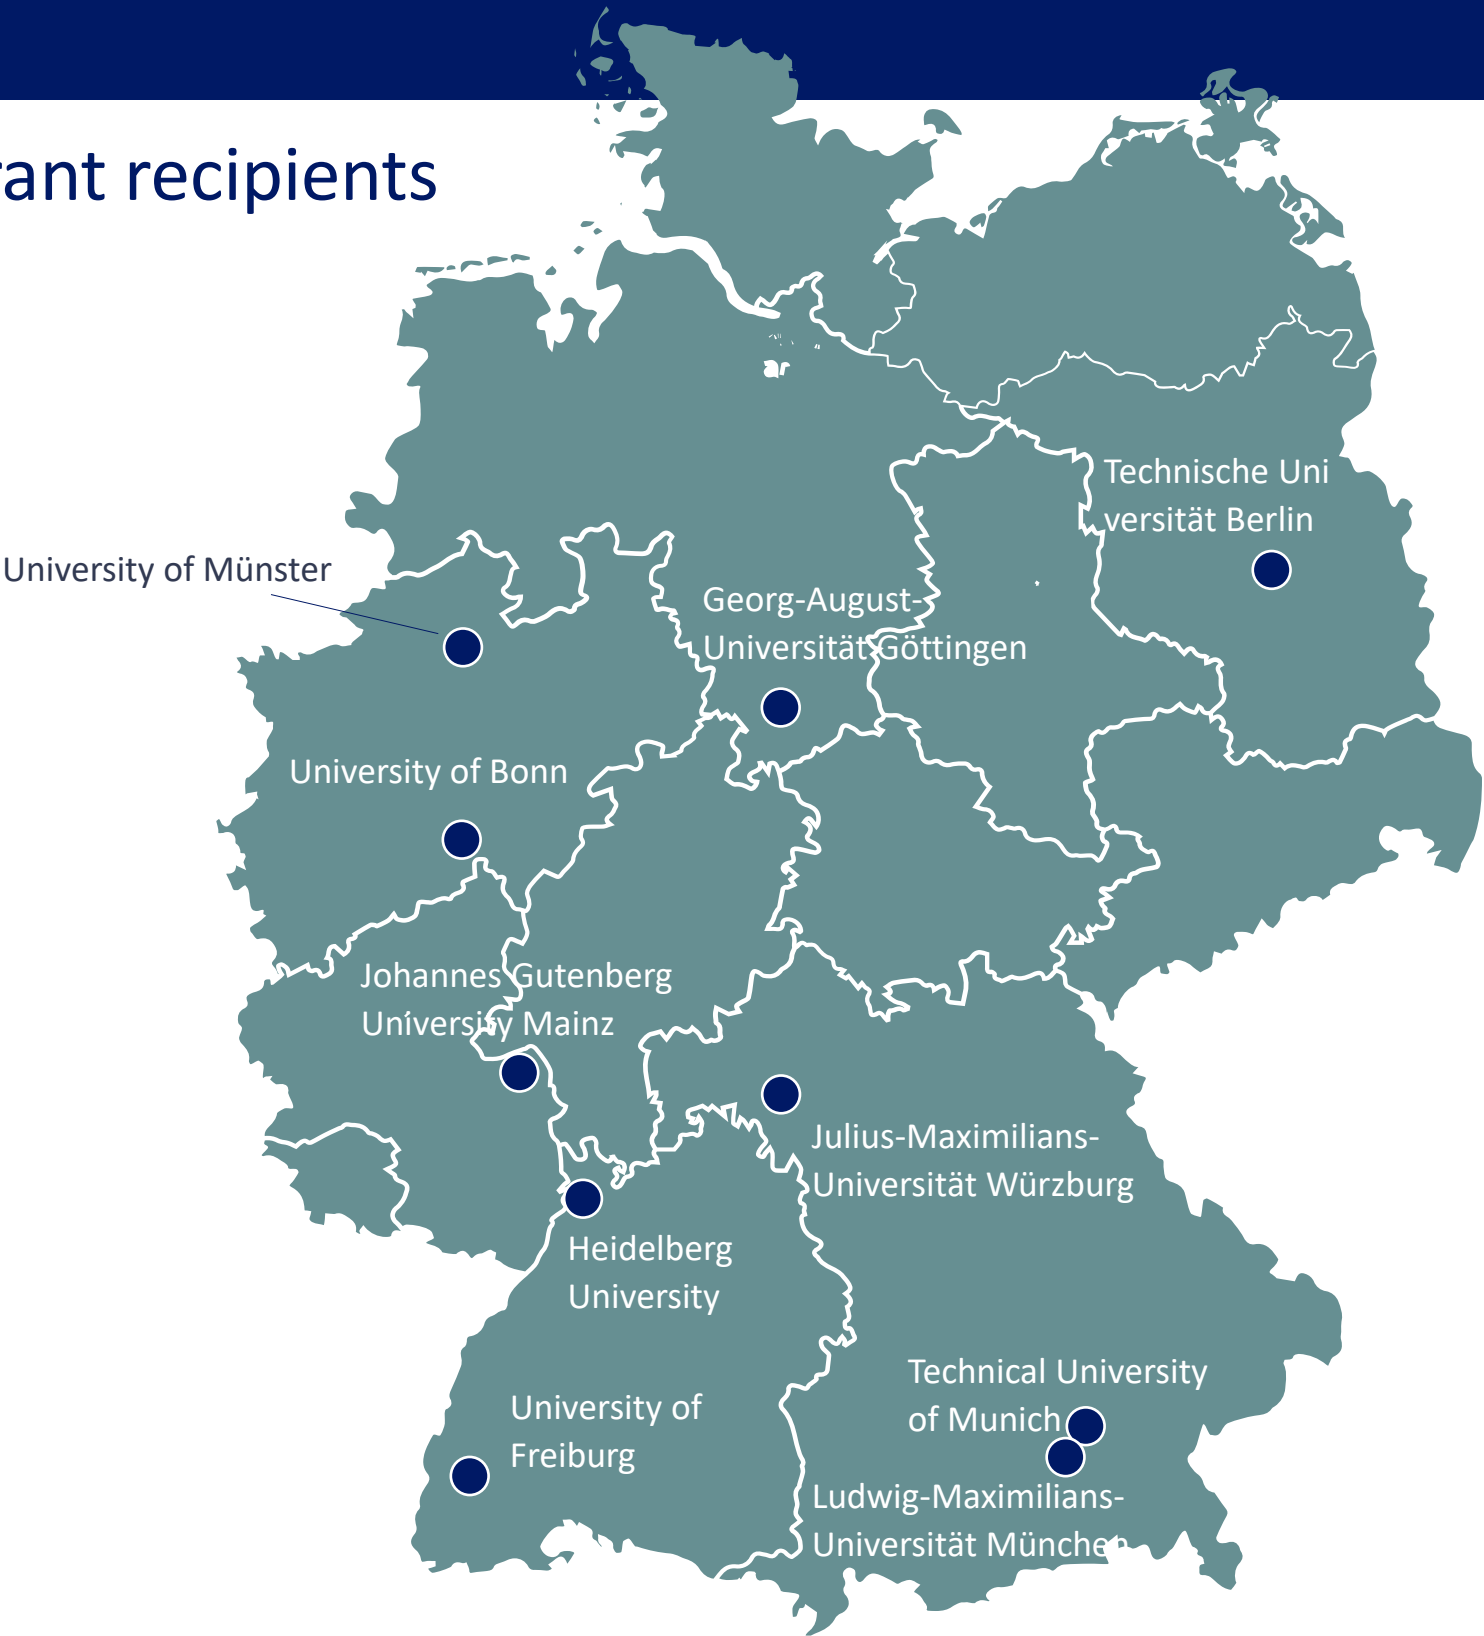 rant recipients
ar
Technische Uni
versität Berlin
University of Münster
Georg-August-
Universität Göttingen
University of Bonn
Johannes Gutenberg
University Mainz
Julius-Maximilians-
Universität Würzburg
Heidelberg
University
Technical University
of Munich
University of
Freiburg
Ludwig-Maximilians-
Universität München